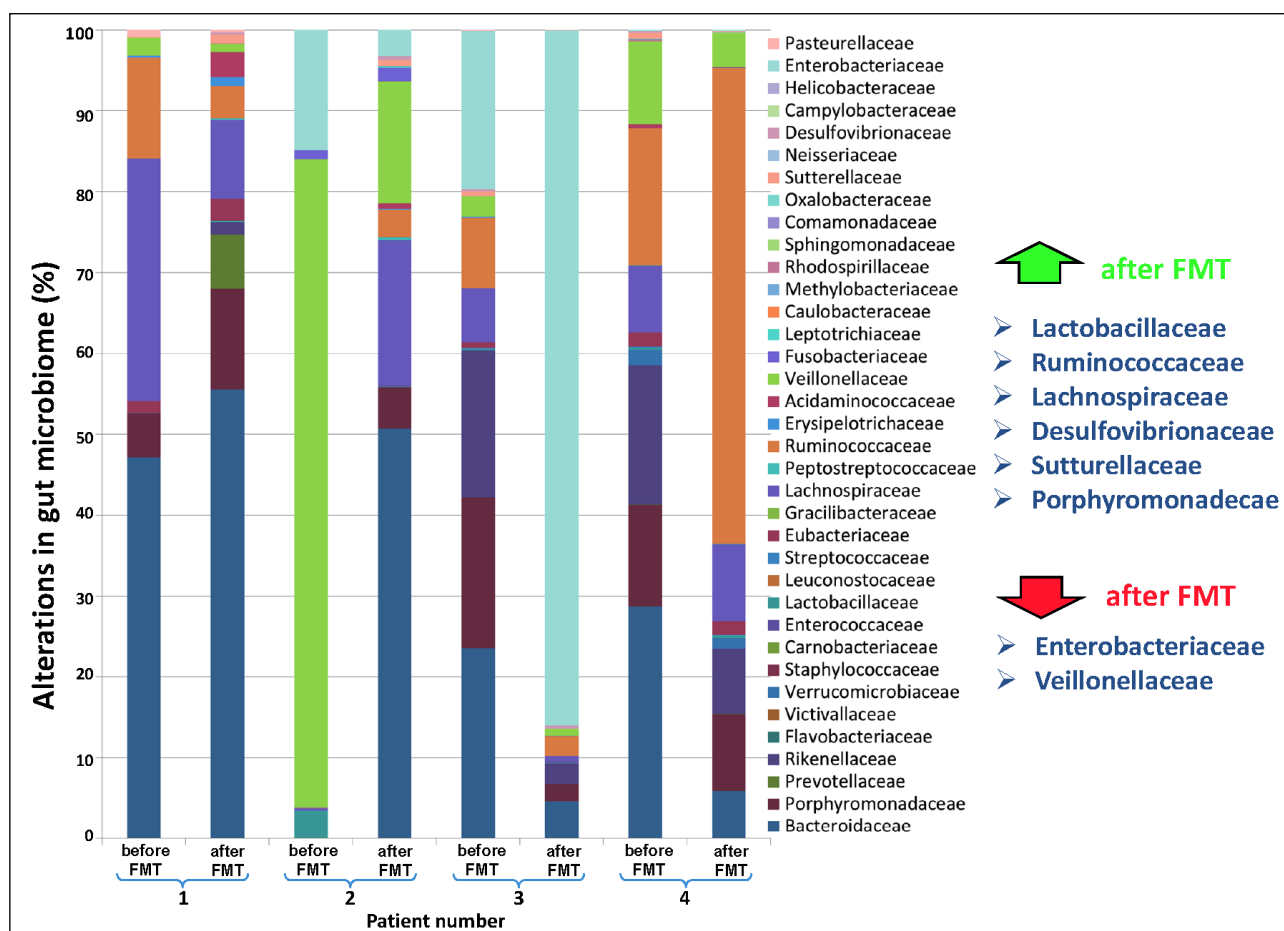 Alterations in gut microbiome (%)
100
90
80
70
60
50
40
30
20
10
0
before FMT
after FMT
before FMT
after FMT
before FMT
after FMT
before FMT
after FMT
1
2
3
4
Patient number
Pasteurellaceae
Enterobacteriaceae
Helicobacteraceae
Campylobacteraceae
Desulfovibrionaceae
Neisseriaceae
Sutterellaceae
Oxalobacteraceae
Comamonadaceae
Sphingomonadaceae
Rhodospirillaceae
Methylobacteriaceae
Caulobacteraceae
Leptotrichiaceae
Fusobacteriaceae
Veillonellaceae
Acidaminococcaceae
Erysipelotrichaceae
Ruminococcaceae
Peptostreptococcaceae
Lachnospiraceae
Gracilibacteraceae
Eubacteriaceae
Streptococcaceae
Leuconostocaceae
Lactobacillaceae
Enterococcaceae
Carnobacteriaceae
Staphylococcaceae
Verrucomicrobiaceae
Victivallaceae
Flavobacteriaceae
Rikenellaceae
Prevotellaceae
Porphyromonadaceae
Bacteroidaceae
after FMT
Lactobacillaceae
Ruminococcaceae
Lachnospiraceae
Desulfovibrionaceae
Sutturellaceae
Porphyromonadecae
after FMT
Enterobacteriaceae
Veillonellaceae